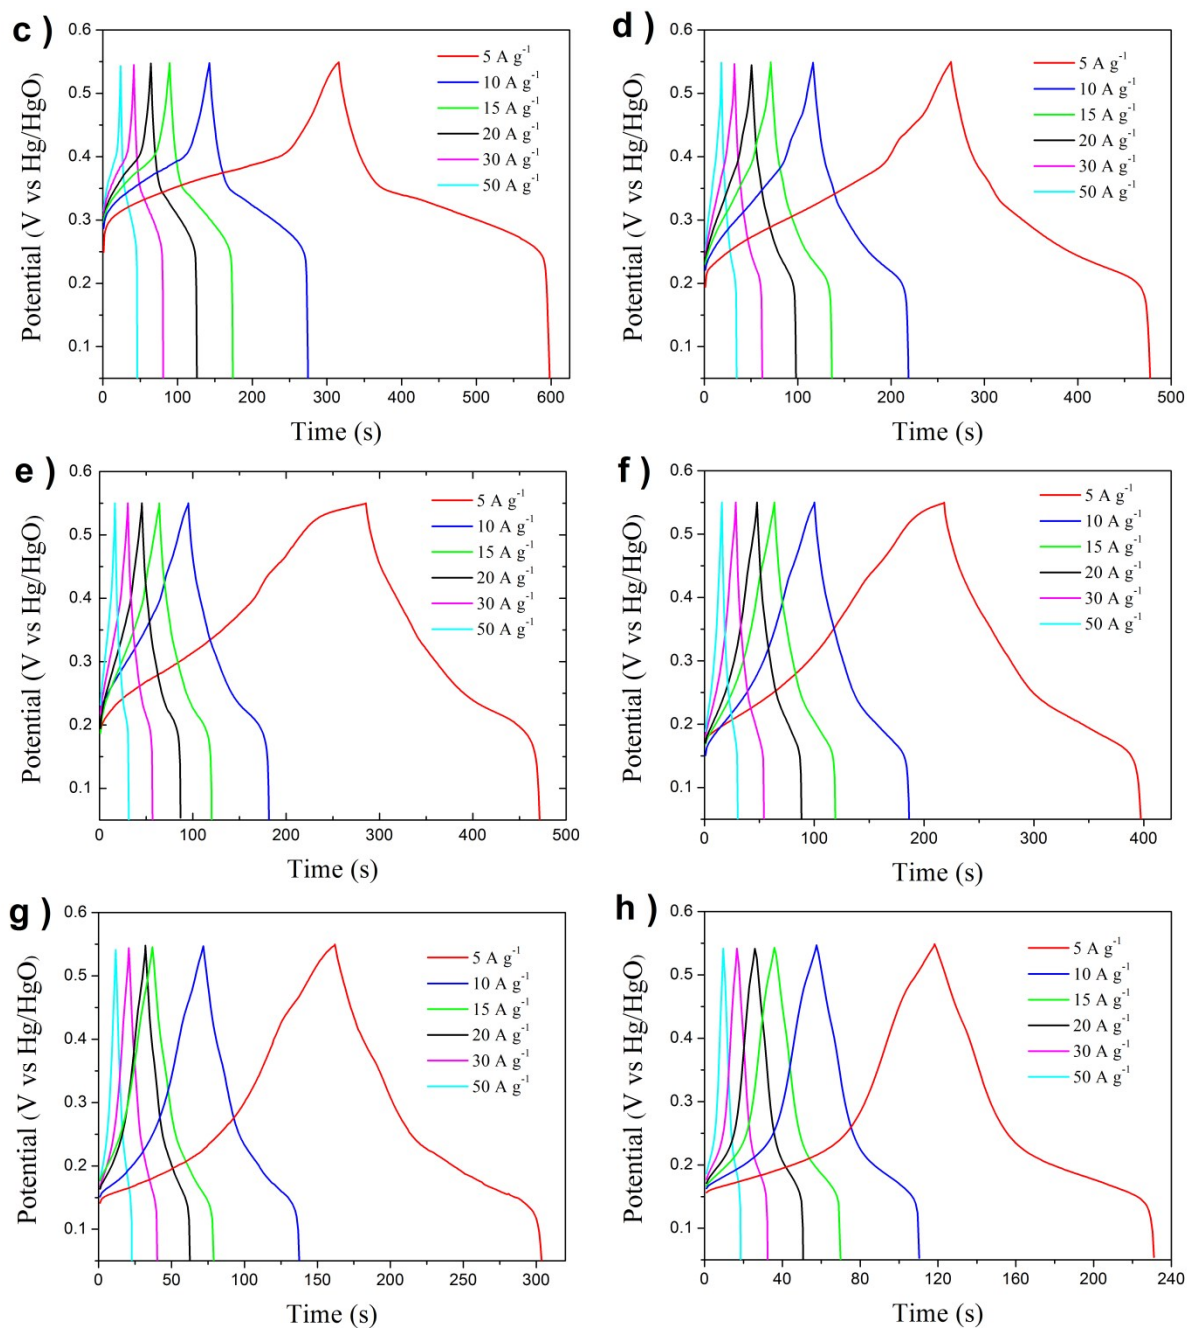 c )
0.6
0.5
0.4
0.3
0.2
0.1
Potential (V vs Hg/HgO)
5 A g⁻¹
10 A g⁻¹
15 A g⁻¹
20 A g⁻¹
30 A g⁻¹
50 A g⁻¹
0 100 200 300 400 500 600
Time (s)
d )
0.6
0.5
0.4
0.3
0.2
0.1
Potential (V vs Hg/HgO)
5 A g⁻¹
10 A g⁻¹
15 A g⁻¹
20 A g⁻¹
30 A g⁻¹
50 A g⁻¹
0 100 200 300 400 500
Time (s)
e )
0.6
0.5
0.4
0.3
0.2
0.1
Potential (V vs Hg/HgO)
5 A g⁻¹
10 A g⁻¹
15 A g⁻¹
20 A g⁻¹
30 A g⁻¹
50 A g⁻¹
0 100 200 300 400 500
Time (s)
f )
0.6
0.5
0.4
0.3
0.2
0.1
Potential (V vs Hg/HgO)
5 A g⁻¹
10 A g⁻¹
15 A g⁻¹
20 A g⁻¹
30 A g⁻¹
50 A g⁻¹
0 100 200 300 400
Time (s)
g )
0.6
0.5
0.4
0.3
0.2
0.1
Potential (V vs Hg/HgO)
5 A g⁻¹
10 A g⁻¹
15 A g⁻¹
20 A g⁻¹
30 A g⁻¹
50 A g⁻¹
0 50 100 150 200 250 300
Time (s)
h )
0.6
0.5
0.4
0.3
0.2
0.1
Potential (V vs Hg/HgO)
5 A g⁻¹
10 A g⁻¹
15 A g⁻¹
20 A g⁻¹
30 A g⁻¹
50 A g⁻¹
0 40 80 120 160 200 240
Time (s)